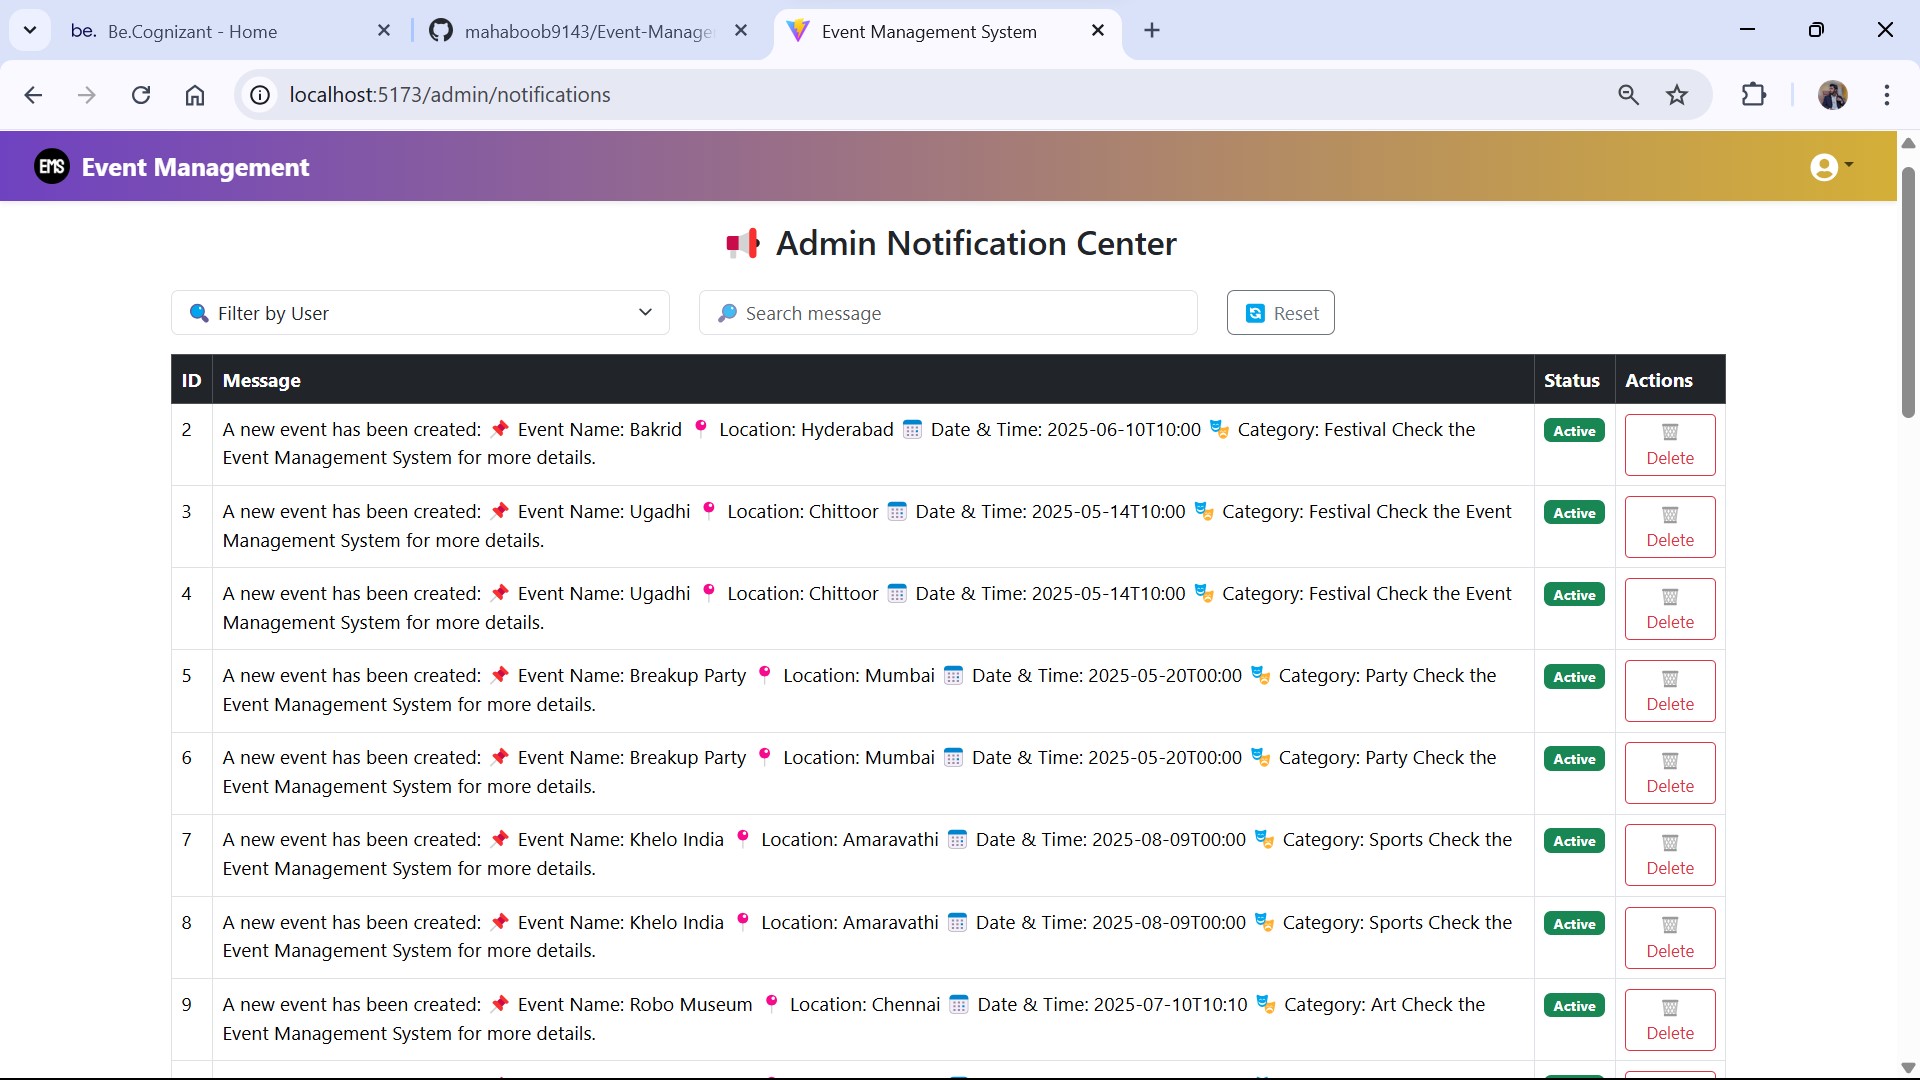 be. Be.Cognizant - Home
mahaboob9143/Event-Manage
Event Management System
localhost:5173/admin/notifications
EMS Event Management
📢 Admin Notification Center
🔍 Filter by User
🔎 Search message
🔄 Reset
ID Message Status Actions
2 A new event has been created: 📌 Event Name: Bakrid 📍 Location: Hyderabad 📅 Date & Time: 2025-06-10T10:00 🎭 Category: Festival Check the Active 🗑️
Event Management System for more details. Delete
3 A new event has been created: 📌 Event Name: Ugadhi 📍 Location: Chittoor 📅 Date & Time: 2025-05-14T10:00 🎭 Category: Festival Check the Event Active 🗑️
Management System for more details. Delete
4 A new event has been created: 📌 Event Name: Ugadhi 📍 Location: Chittoor 📅 Date & Time: 2025-05-14T10:00 🎭 Category: Festival Check the Event Active 🗑️
Management System for more details. Delete
5 A new event has been created: 📌 Event Name: Breakup Party 📍 Location: Mumbai 📅 Date & Time: 2025-05-20T00:00 🎭 Category: Party Check the Active 🗑️
Event Management System for more details. Delete
6 A new event has been created: 📌 Event Name: Breakup Party 📍 Location: Mumbai 📅 Date & Time: 2025-05-20T00:00 🎭 Category: Party Check the Active 🗑️
Event Management System for more details. Delete
7 A new event has been created: 📌 Event Name: Khelo India 📍 Location: Amaravathi 📅 Date & Time: 2025-08-09T00:00 🎭 Category: Sports Check the Active 🗑️
Event Management System for more details. Delete
8 A new event has been created: 📌 Event Name: Khelo India 📍 Location: Amaravathi 📅 Date & Time: 2025-08-09T00:00 🎭 Category: Sports Check the Active 🗑️
Event Management System for more details. Delete
9 A new event has been created: 📌 Event Name: Robo Museum 📍 Location: Chennai 📅 Date & Time: 2025-07-10T10:10 🎭 Category: Art Check the Active 🗑️
Event Management System for more details. Delete